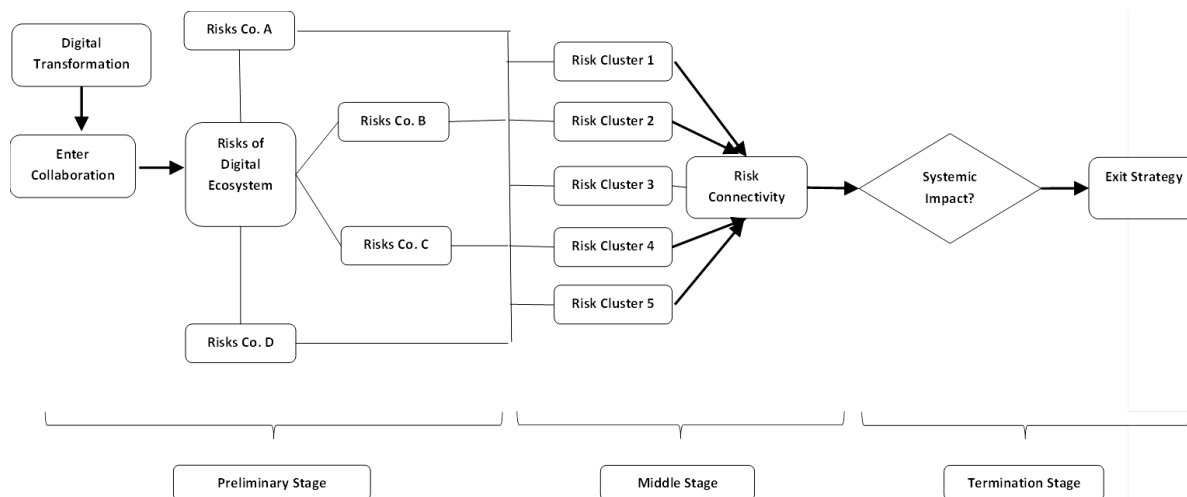 Digital
Transformation
Enter
Collaboration
Risks Co. A
Risks of
Digital
Ecosystem
Risks Co. B
Risks Co. C
Risks Co. D
Risk Cluster 1
Risk Cluster 2
Risk Cluster 3
Risk Cluster 4
Risk Cluster 5
Risk
Connectivity
Systemic
Impact?
Exit Strategy
Preliminary Stage
Middle Stage
Termination Stage